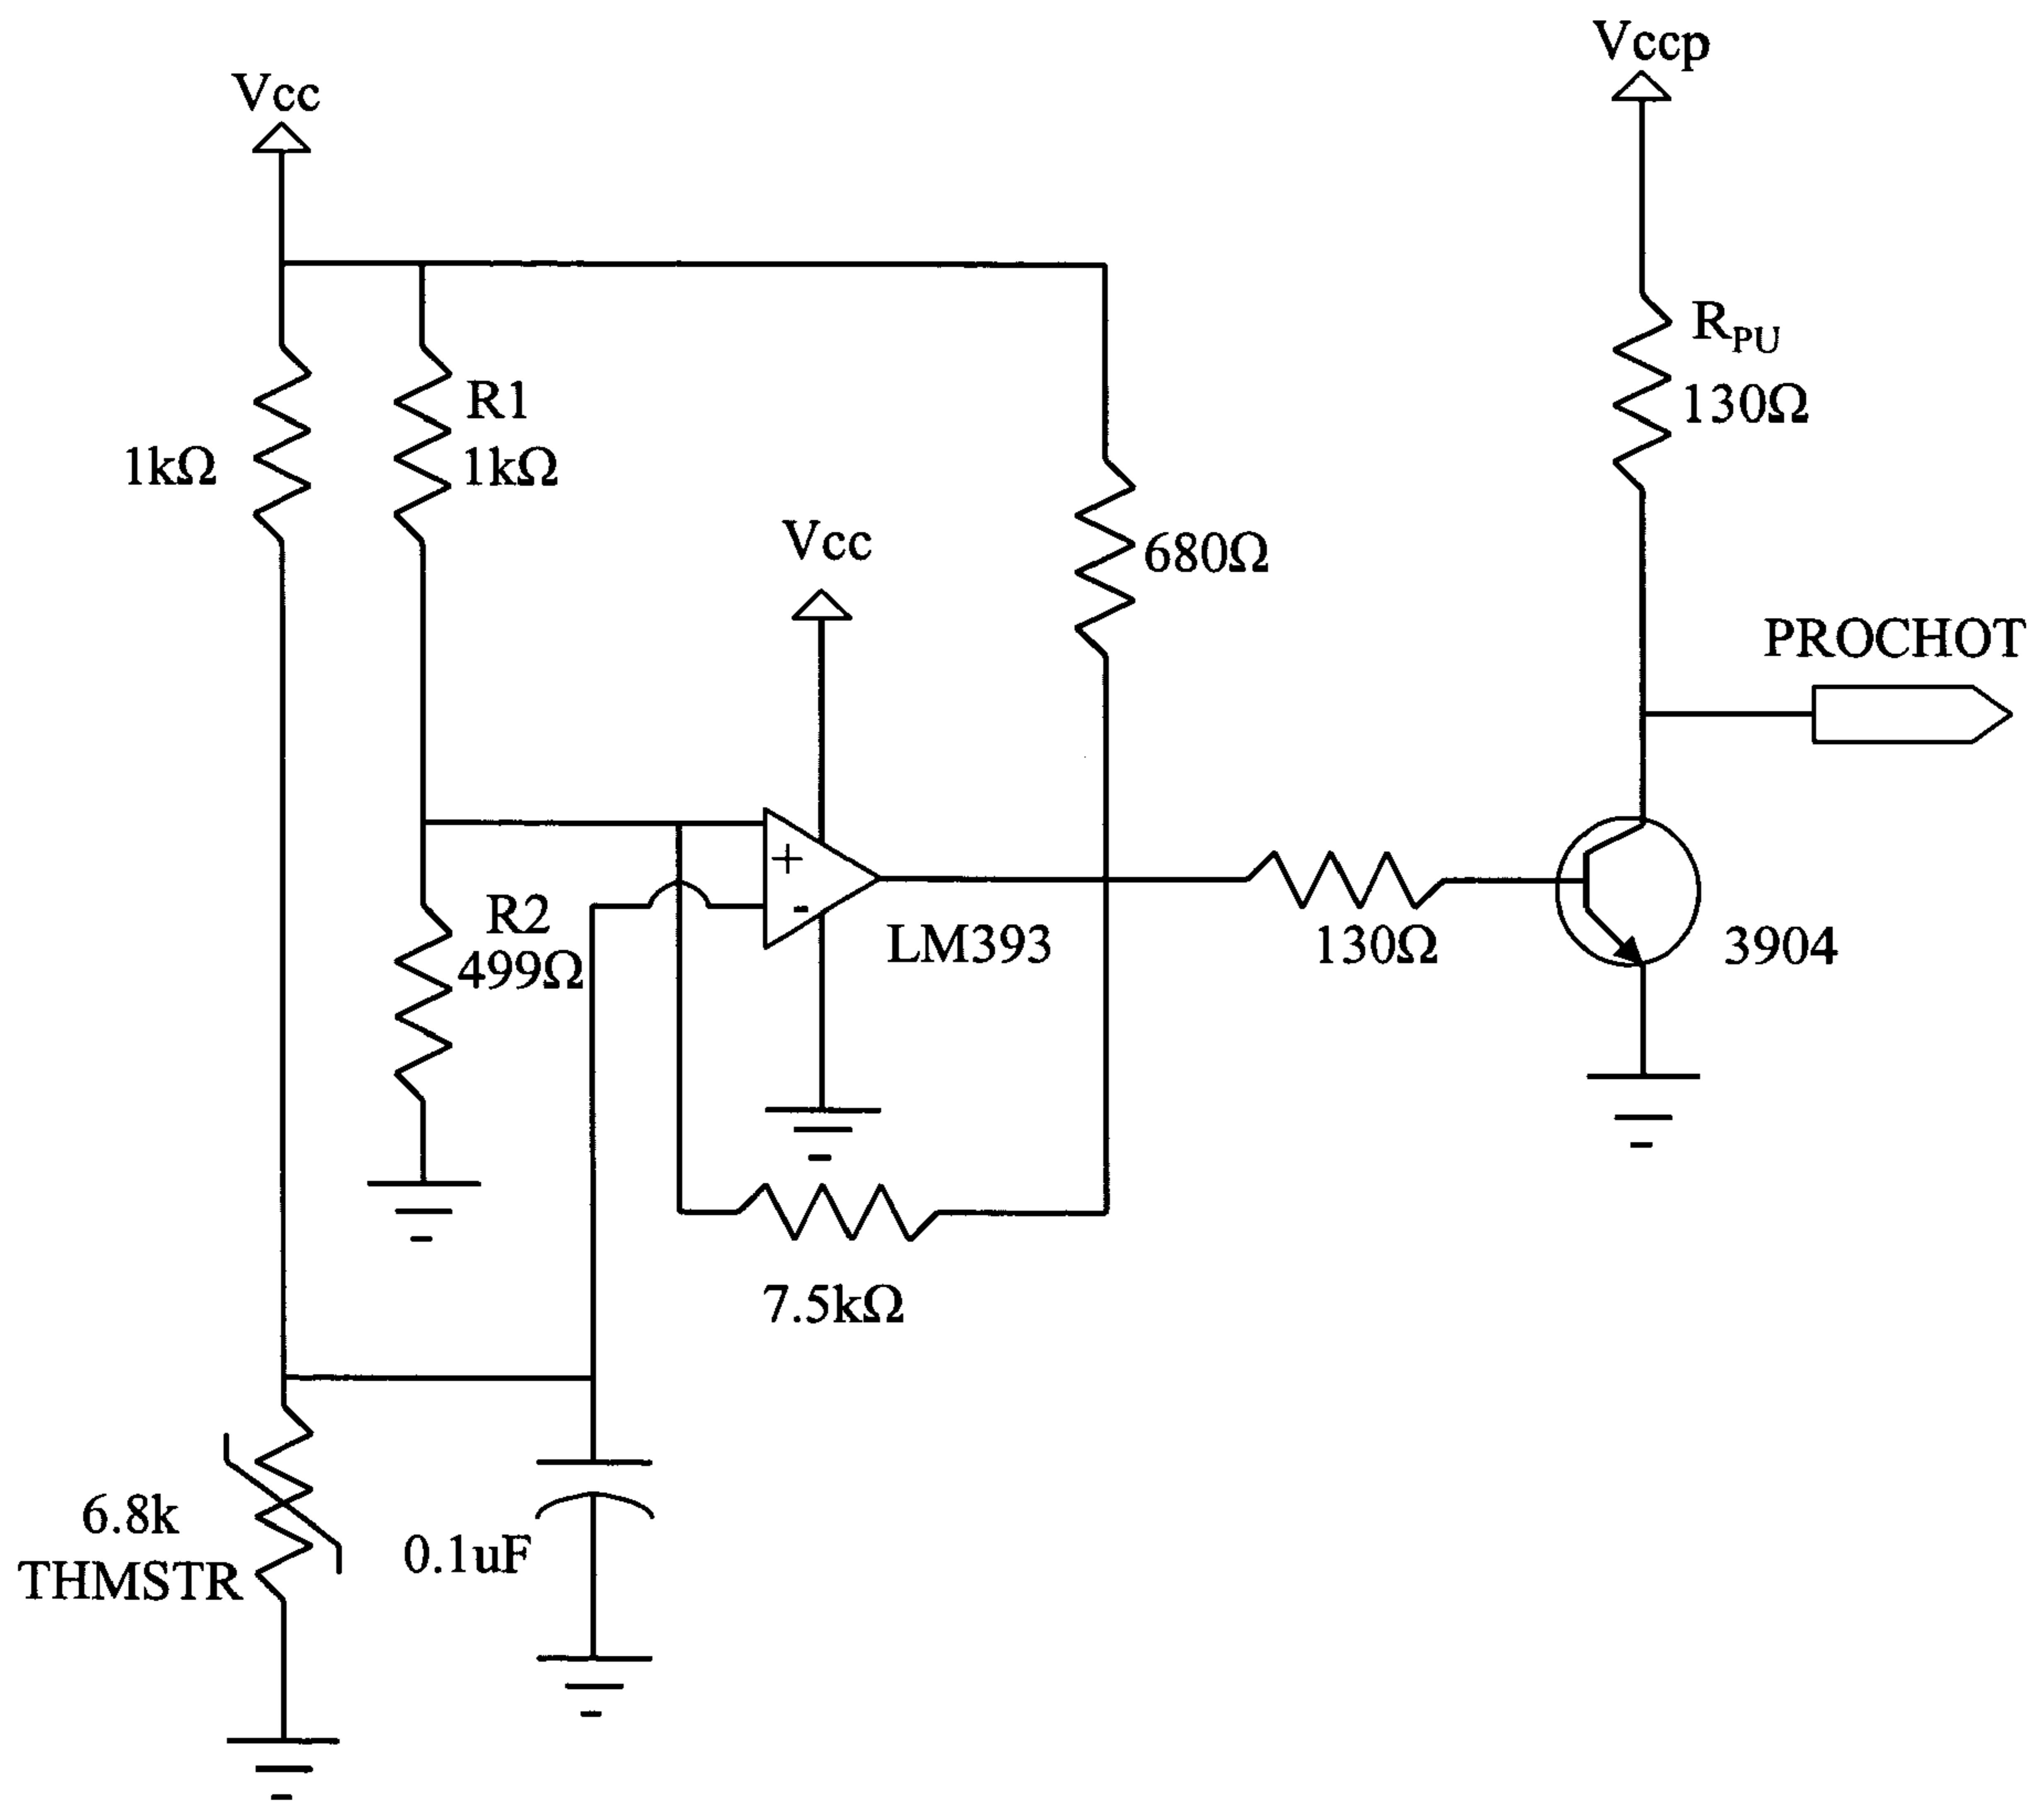 Vccp
Vcc
R_PU
130Ω
R1
1kΩ
1kΩ
Vcc
680Ω
PROCHOT
+
-
R2
499Ω
LM393
130Ω
3904
7.5kΩ
6.8k
THMSTR
0.1uF